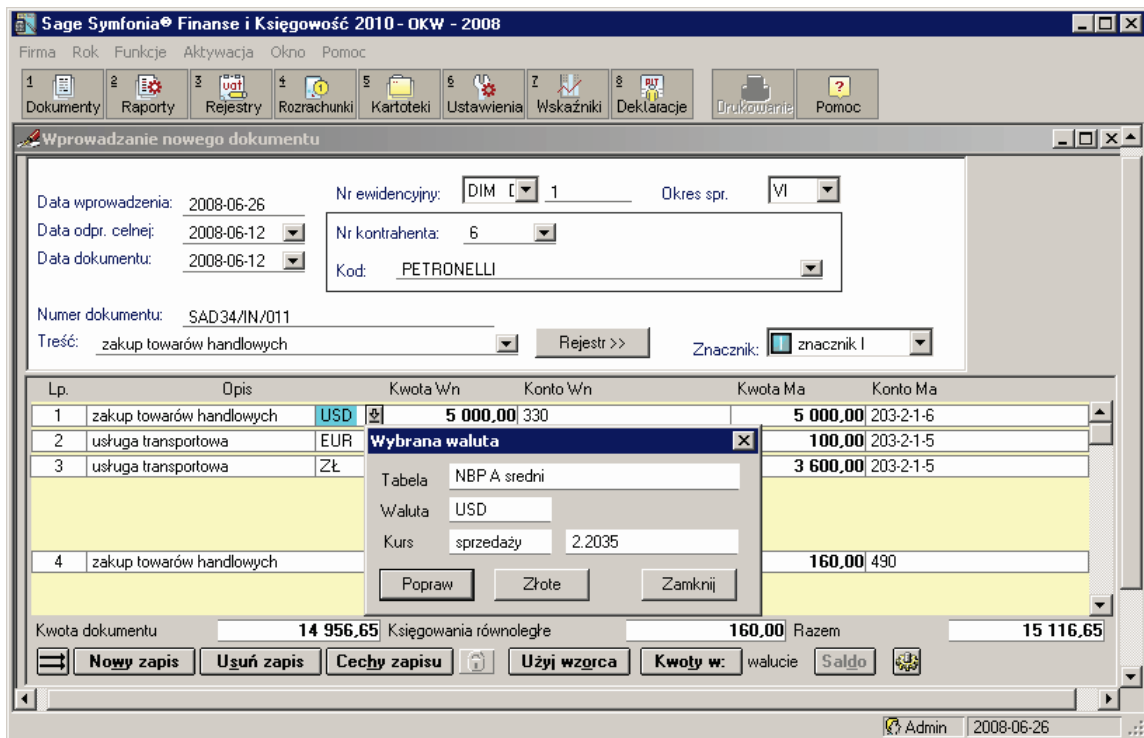 Sage Symfonia® Finanse i Księgowość 2010 - OKW - 2008
Firma Rok Funkcje Aktywacja Okno Pomoc
1 2 3 4 5 6 7 8
Dokumenty Raporty Rejestry Rozrachunki Kartoteki Ustawienia Wskaźniki Deklaracje Drukowanie Pomoc
Wprowadzanie nowego dokumentu
Nr ewidencyjny: DIM 1 Okres spr. VI
Data wprowadzenia: 2008-06-26
Data odpr. celnej: 2008-06-12 Nr kontrahenta: 6
Data dokumentu: 2008-06-12 Kod: PETRONELLI
Numer dokumentu: SAD34/IN/011
Treść: zakup towarów handlowych Rejestr >> Znacznik: znacznik I
Lp. Opis Kwota Wn Konto Wn Kwota Ma Konto Ma
1 zakup towarów handlowych USD 5 000,00 330 5 000,00 203-2-1-6
2 usługa transportowa EUR 100,00 203-2-1-5
3 usługa transportowa ZŁ 3 600,00 203-2-1-5
4 zakup towarów handlowych 160,00 490
Wybrana waluta
Tabela NBP A sredni
Waluta USD
Kurs sprzedaży 2.2035
Popraw Złote Zamknij
Kwota dokumentu 14 956,65 Księgowania równoległe 160,00 Razem 15 116,65
Nowy zapis Usuń zapis Cechy zapisu Użyj wzorca Kwoty w: walucie Saldo
Admin 2008-06-26